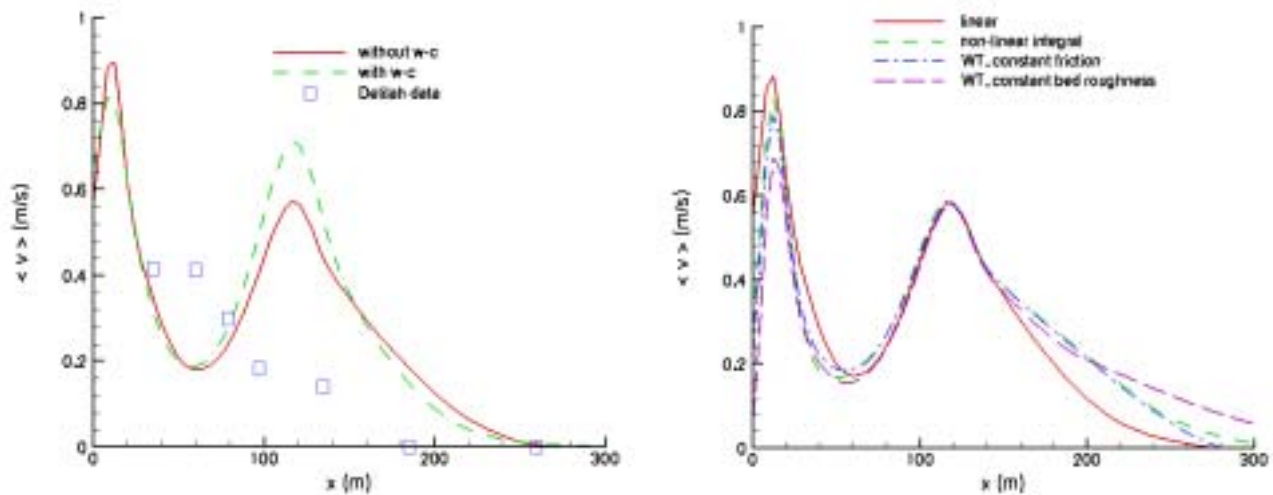 without w-c
with w-c
Delilah data
1
0.8
0.6
0.4
0.2
0
< v > (m/s)
0 100 200 300
x (m)
linear
non-linear integral
WT, constant friction
WT, constant bed roughness
1
0.8
0.6
0.4
0.2
0
< v > (m/s)
0 100 200 300
x (m)